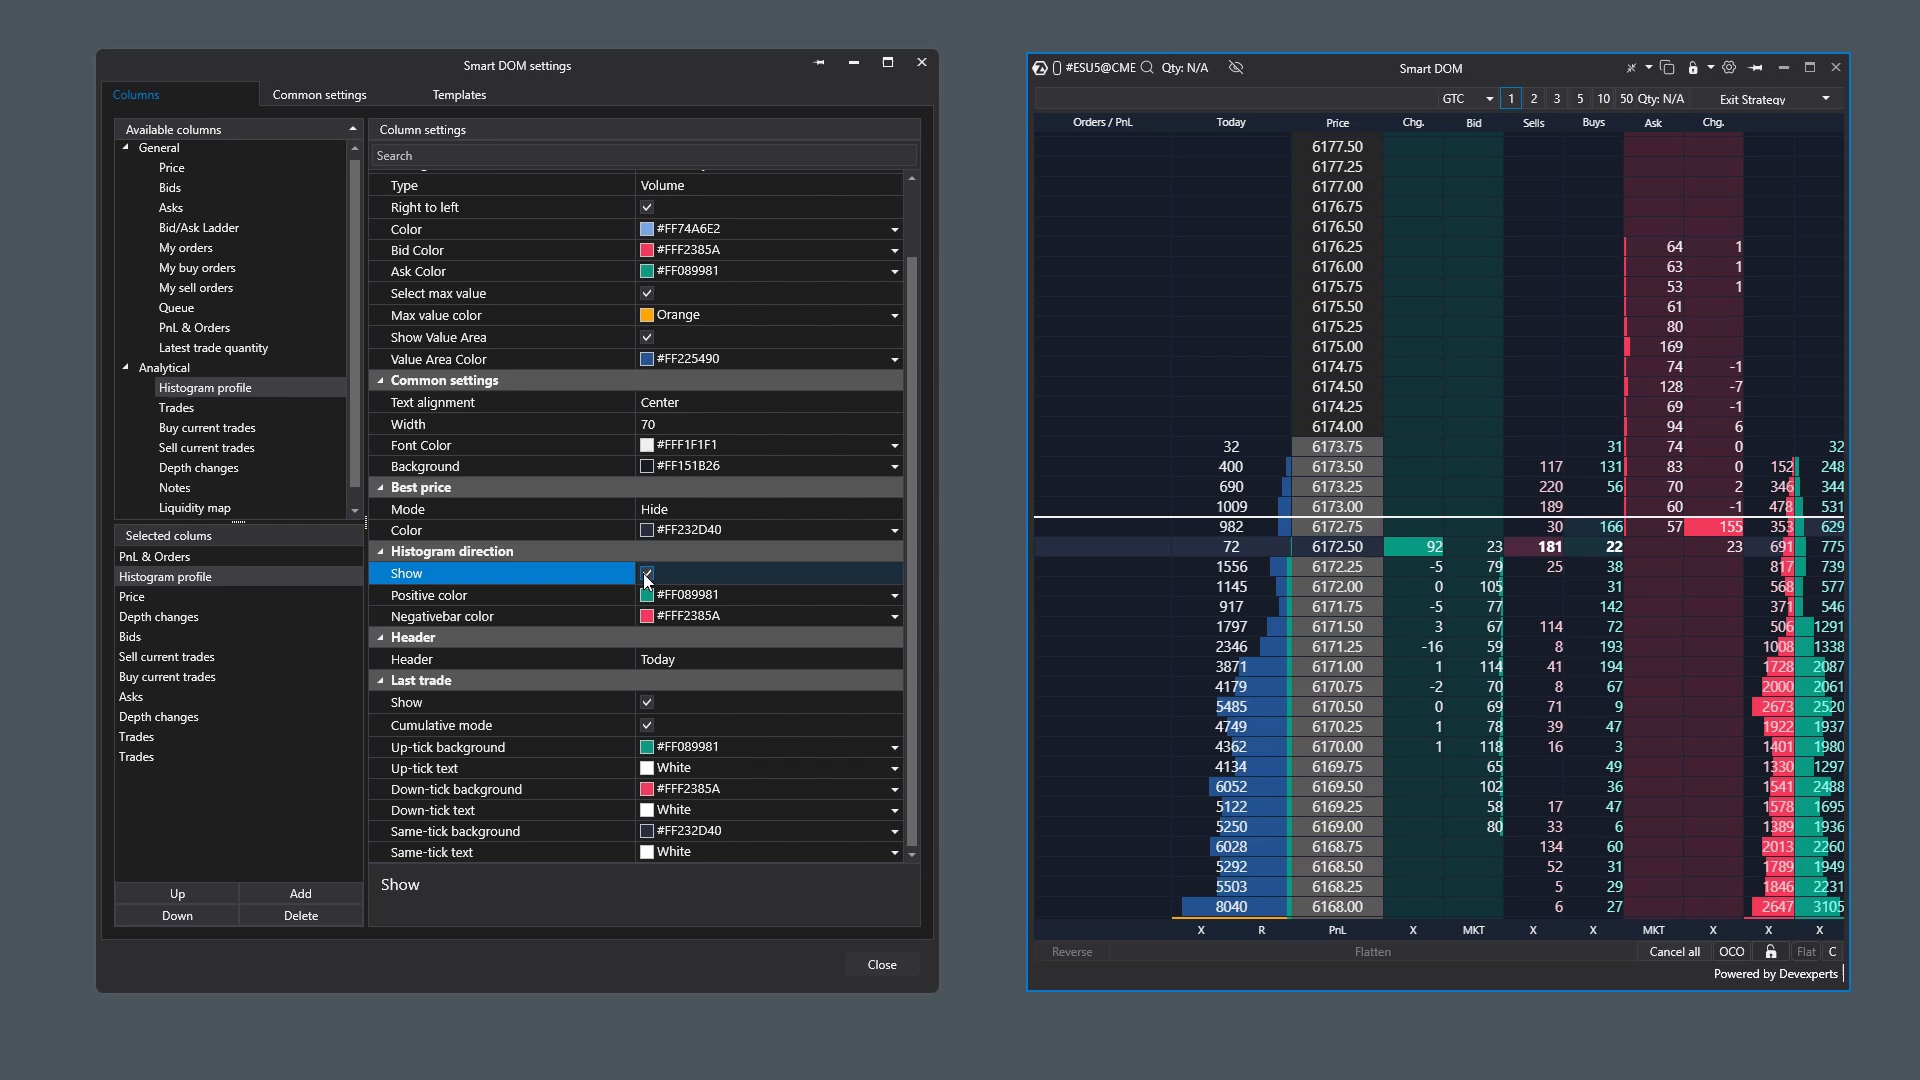 Smart DOM settings
Columns
Common settings
Templates
Available columns
General
Price
Bids
Asks
Bid/Ask Ladder
My orders
My buy orders
My sell orders
Queue
PnL & Orders
Latest trade quantity
Analytical
Histogram profile
Trades
Buy current trades
Sell current trades
Depth changes
Notes
Liquidity map
Selected colums
PnL & Orders
Histogram profile
Price
Depth changes
Bids
Sell current trades
Buy current trades
Asks
Depth changes
Trades
Trades
Up Add
Down Delete
Column settings
Search
Type Volume
Right to left
Color #FF74A6E2
Bid Color #FFF2385A
Ask Color #FF089981
Select max value
Max value color Orange
Show Value Area
Value Area Color #FF225490
Common settings
Text alignment Center
Width 70
Font Color #FFF1F1F1
Background #FF151B26
Best price
Mode Hide
Color #FF232D40
Histogram direction
Show
Positive color #FF089981
Negativebar color #FFF2385A
Header
Header Today
Last trade
Show
Cumulative mode
Up-tick background #FF089981
Up-tick text White
Down-tick background #FFF2385A
Down-tick text White
Same-tick background #FF232D40
Same-tick text White
Show
Close
#ESU5@CME Qty: N/A Smart DOM
GTC 1 2 3 5 10 50 Qty: N/A Exit Strategy
Orders / PnL Today Price Chg. Bid Sells Buys Ask Chg.
6177.50
6177.25
6177.00
6176.75
6176.50
6176.25 64 1
6176.00 63 1
6175.75 53 1
6175.50 61
6175.25 80
6175.00 169
6174.75 74 -1
6174.50 128 -7
6174.25 69 -1
6174.00 94 6
32 6173.75 31 74 0 32
400 6173.50 117 131 83 0 152 248
690 6173.25 220 56 70 2 346 344
1009 6173.00 189 60 -1 478 531
982 6172.75 30 166 57 155 353 629
72 6172.50 92 23 181 22 23 691 775
1556 6172.25 -5 79 25 38 817 739
1145 6172.00 0 105 31 568 577
917 6171.75 -5 77 142 371 546
1797 6171.50 3 67 114 72 506 1291
2346 6171.25 -16 59 8 193 1008 1338
3871 6171.00 1 114 41 194 1728 2087
4179 6170.75 -2 70 8 67 2000 2061
5485 6170.50 0 69 71 9 2673 2520
4749 6170.25 1 78 39 47 1922 1937
4362 6170.00 1 118 16 3 1401 1980
4134 6169.75 65 49 1330 1297
6052 6169.50 102 36 1541 2488
5122 6169.25 58 17 47 1578 1695
5250 6169.00 80 33 6 1389 1936
6028 6168.75 134 60 2013 2260
5292 6168.50 52 31 1789 1949
5503 6168.25 5 29 1846 2231
8040 6168.00 6 27 2647 3105
X R PnL X MKT X X MKT X X X
Reverse Flatten Cancel all OCO Flat C
Powered by Devexperts